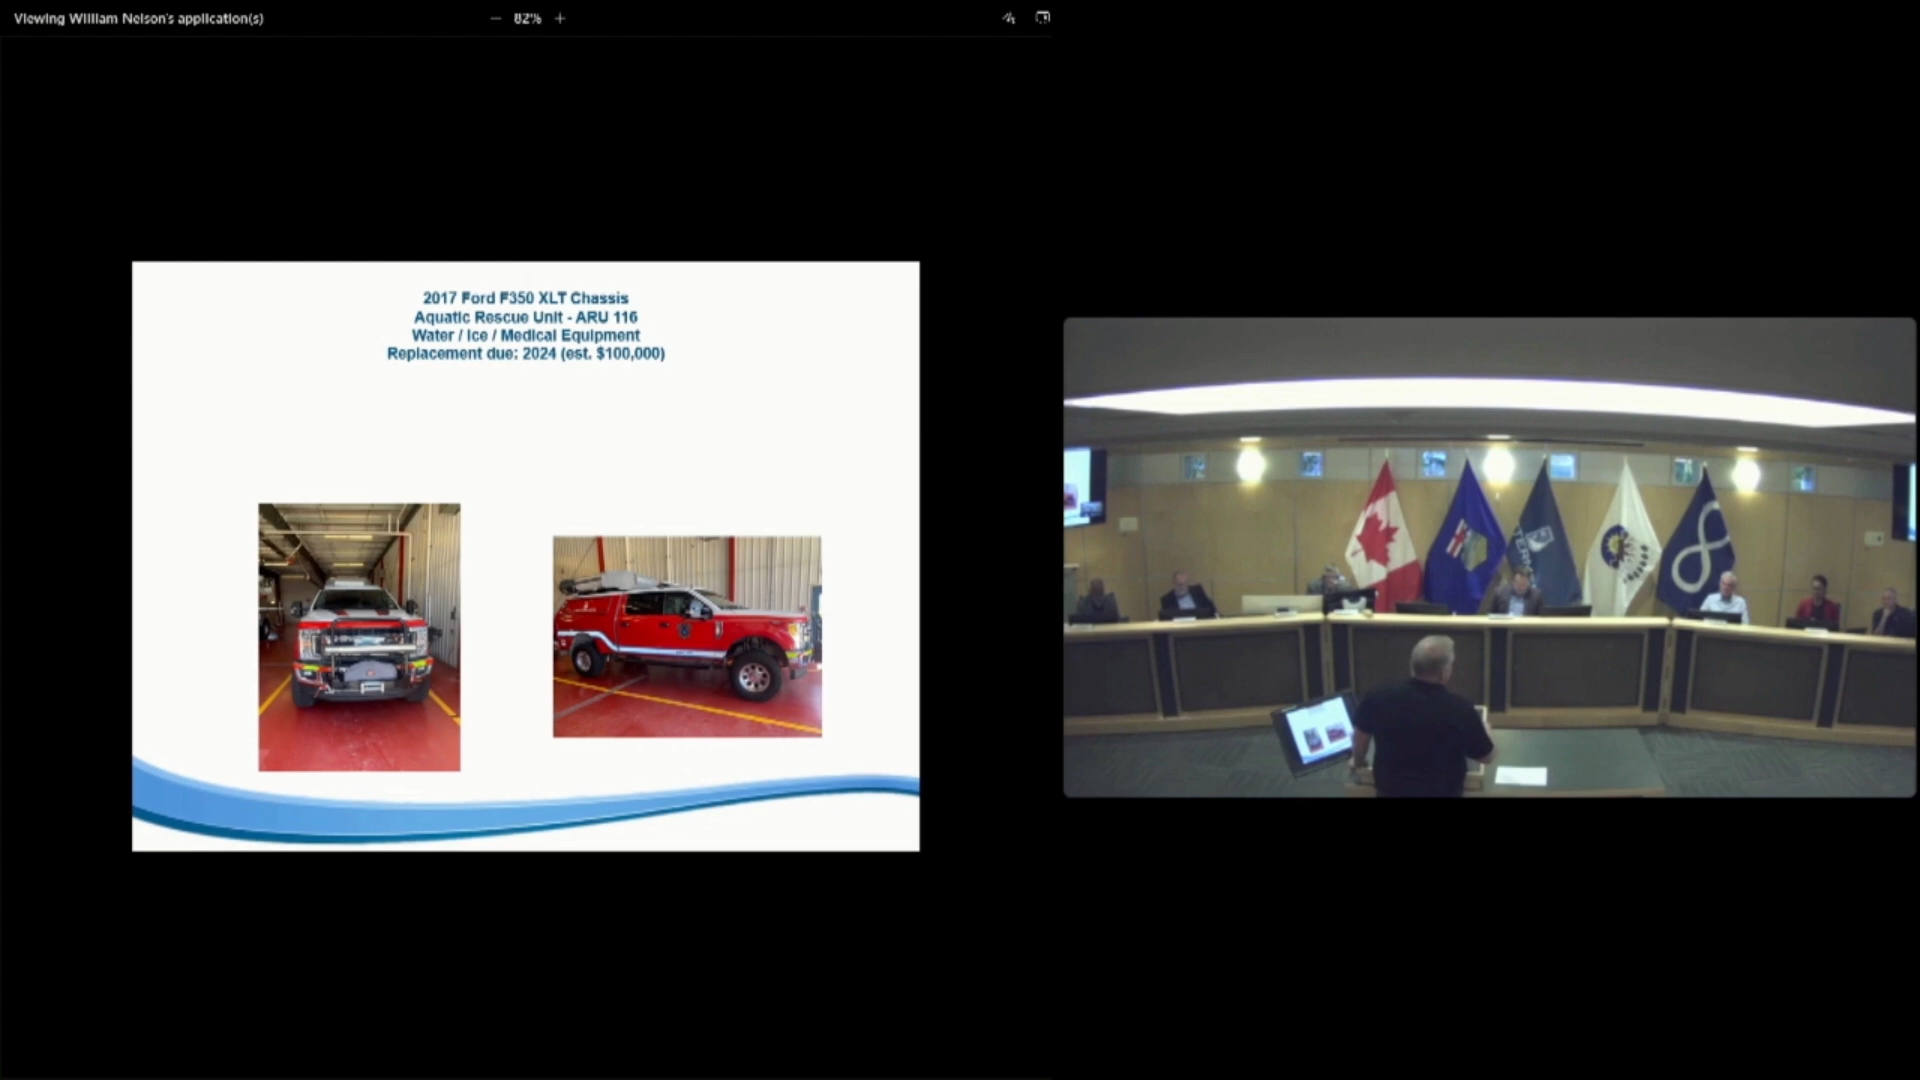 Viewing William Nelson's application(s)
82%
2017 Ford F350 XLT Chassis
Aquatic Rescue Unit - ARU 116
Water / Ice / Medical Equipment
Replacement due: 2024 (est. $100,000)